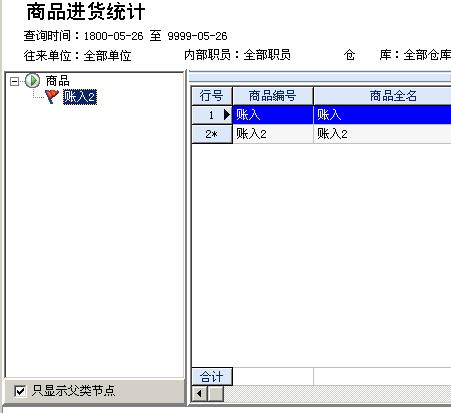 商品进货统计
查询时间：1800-05-26 至 9999-05-26
往来单位：全部单位 内部职员：全部职员 仓 库：全部仓库
商品
账入2
行号 商品编号 商品全名
1 账入 账入
2* 账入2 账入2
合计
只显示父类节点